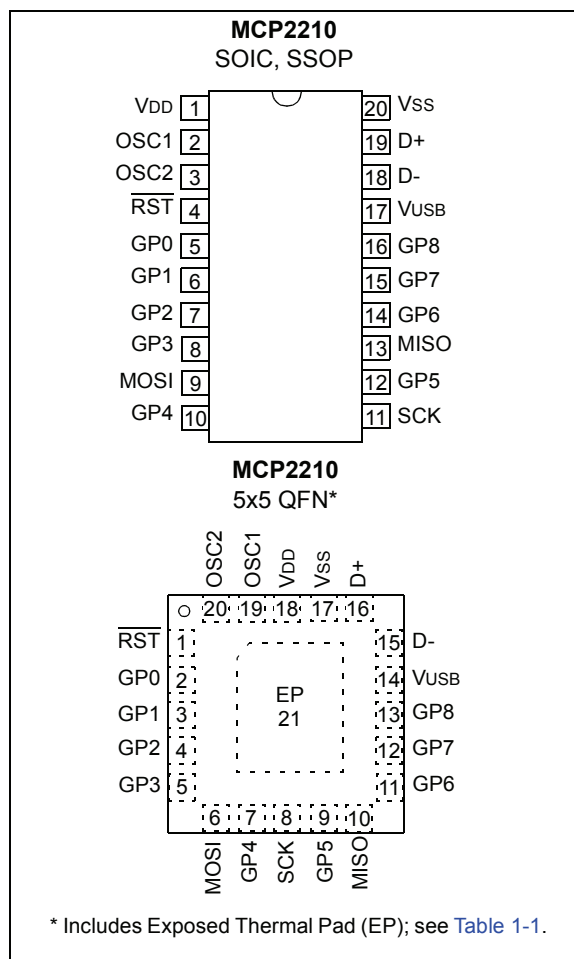 MCP2210
SOIC, SSOP
VDD 1 20 VSS
OSC1 2 19 D+
OSC2 3 18 D-
RST 4 17 VUSB
GP0 5 16 GP8
GP1 6 15 GP7
GP2 7 14 GP6
GP3 8 13 MISO
MOSI 9 12 GP5
GP4 10 11 SCK
MCP2210
5x5 QFN*
OSC2 OSC1 VDD VSS D+
20 19 18 17 16
RST 1 15 D-
GP0 2 14 VUSB
EP
21
GP1 3 13 GP8
GP2 4 12 GP7
GP3 5 11 GP6
6 7 8 9 10
MOSI GP4 SCK GP5 MISO
* Includes Exposed Thermal Pad (EP); see Table 1-1.